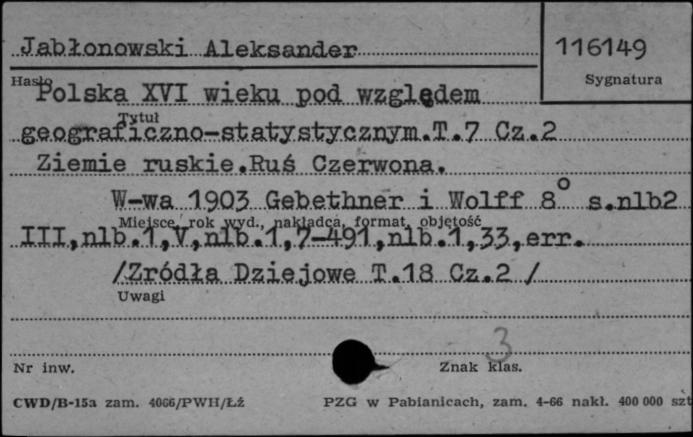 Jabłonowski Aleksander
116149
Hasło
Sygnatura
Polska XVI wieku pod względem
Tytuł
geograficzno-statystycznym.T.7 Cz.2
Ziemie ruskie.Ruś Czerwona.
W-wa 1903 Gebethner i Wolff 8° s.nlb2
Miejsce, rok wyd., nakładca, format, objętość
III,nlb.1,V,nlb.1,7-491,nlb.1,33,err.
/Zródła Dziejowe T.18 Cz.2 /
Uwagi
3
Nr inw.
Znak klas.
CWD/B-15a zam. 4066/PWH/Łź
PZG w Pabianicach, zam. 4-66 nakł. 400 000 szt